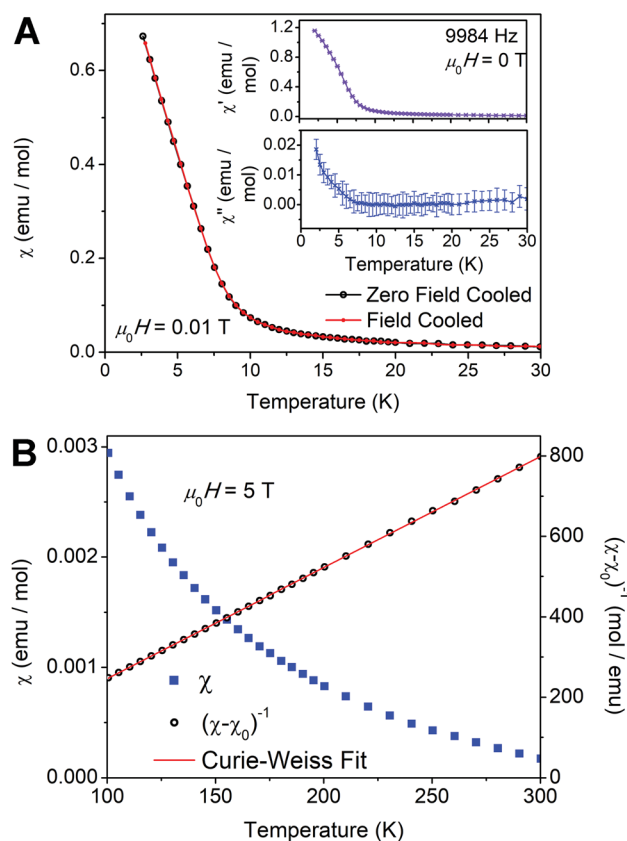 A
χ (emu / mol)
0.6
0.4
0.2
0.0
0 5 10 15 20 25 30
Temperature (K)
μ0H = 0.01 T
Zero Field Cooled
Field Cooled
χ' (emu /
mol)
1.2
0.8
0.4
0.0
9984 Hz
μ0H = 0 T
χ'' (emu /
mol)
0.02
0.01
0.00
0 5 10 15 20 25 30
Temperature (K)
B
χ (emu / mol)
0.003
0.002
0.001
0.000
μ0H = 5 T
χ
(χ-χ0)-1
Curie-Weiss Fit
100 150 200 250 300
Temperature (K)
800
600
400
200
0
(χ-χ0)-1 (mol / emu)